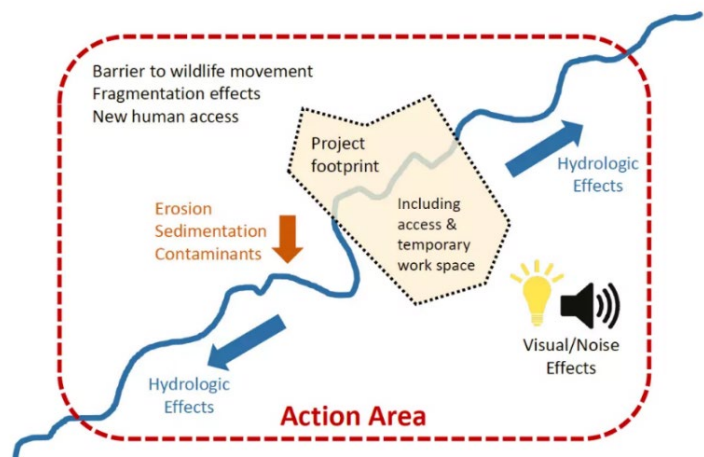 Barrier to wildlife movement
Fragmentation effects
New human access
Project
footprint
Including
access &
temporary
work space
Hydrologic
Effects
Erosion
Sedimentation
Contaminants
Visual/Noise
Effects
Hydrologic
Effects
Action Area